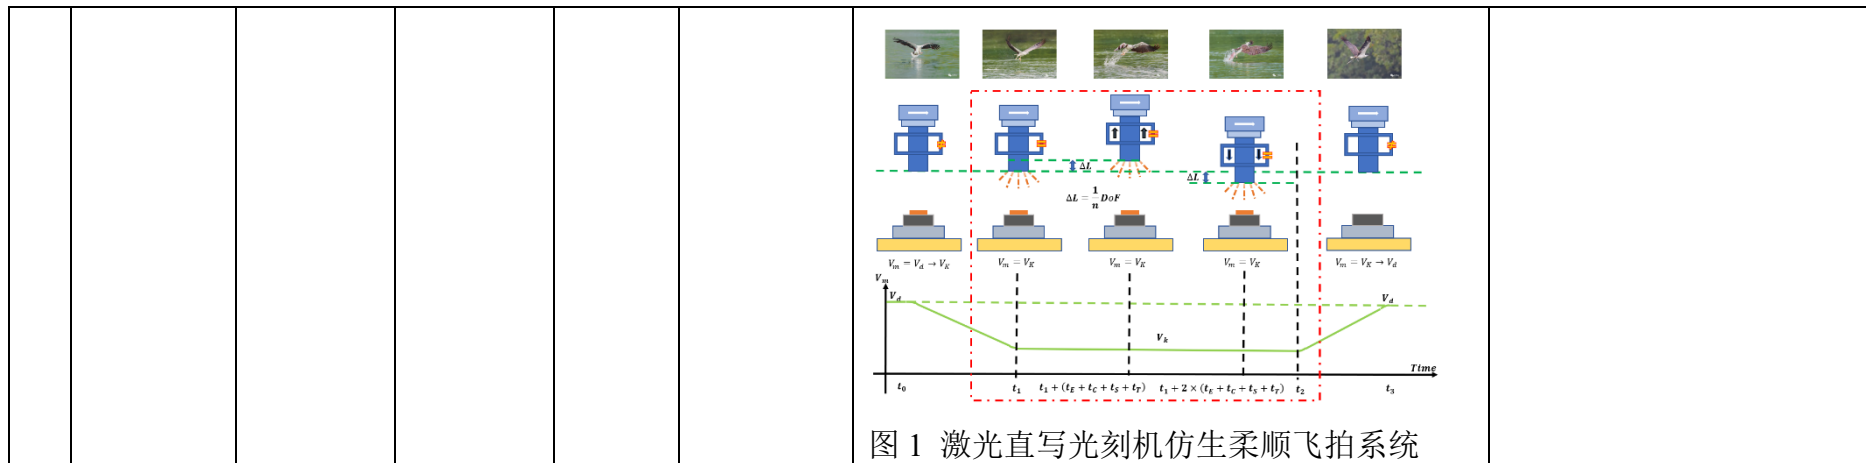 ΔL
ΔL
ΔL = 1/n DoF
V_m = V_d → V_K
V_m = V_K
V_m = V_K
V_m = V_K
V_m = V_K → V_d
V_m
V_d
V_d
V_k
Time
t_0
t_1
t_1 + (t_E + t_C + t_S + t_T)
t_1 + 2 × (t_E + t_C + t_S + t_T)
t_2
t_3
图 1 激光直写光刻机仿生柔顺飞拍系统